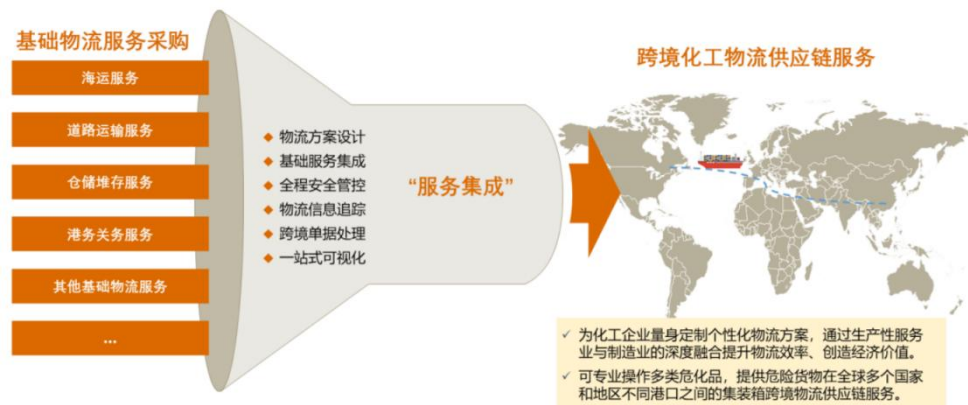 基础物流服务采购
海运服务
道路运输服务
仓储堆存服务
港务关务服务
其他基础物流服务
...
◆ 物流方案设计
◆ 基础服务集成
◆ 全程安全管控
◆ 物流信息追踪
◆ 跨境单据处理
◆ 一站式可视化
“服务集成”
跨境化工物流供应链服务
✓ 为化工企业量身定制个性化物流方案，通过生产性服务
业与制造业的深度融合提升物流效率、创造经济价值。
✓ 可专业操作多类危化品，提供危险货物在全球多个国家
和地区不同港口之间的集装箱跨境物流供应链服务。